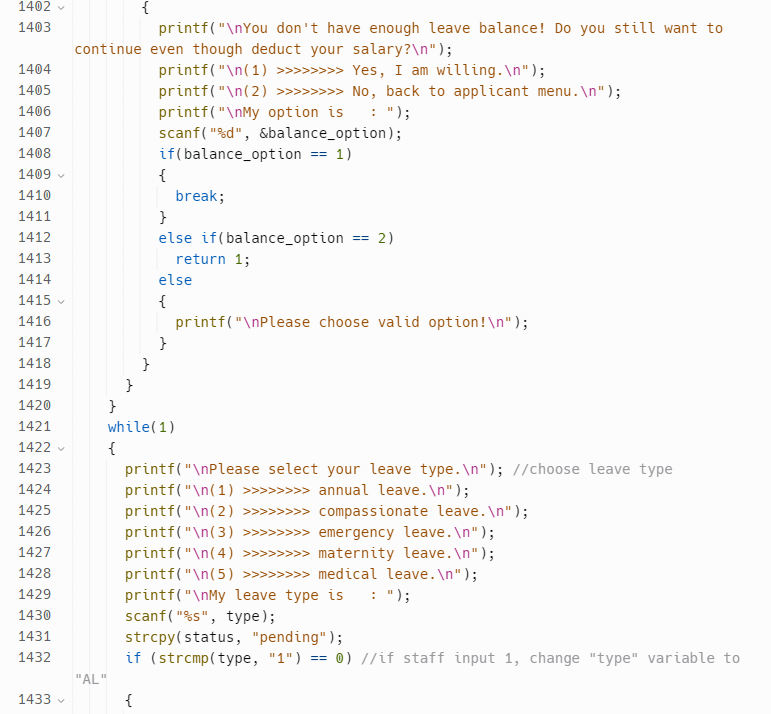 1402 {
1403 printf("\nYou don't have enough leave balance! Do you still want to
continue even though deduct your salary?\n");
1404 printf("\n(1) >>>>>>>> Yes, I am willing.\n");
1405 printf("\n(2) >>>>>>>> No, back to applicant menu.\n");
1406 printf("\nMy option is   : ");
1407 scanf("%d", &balance_option);
1408 if(balance_option == 1)
1409 {
1410 break;
1411 }
1412 else if(balance_option == 2)
1413 return 1;
1414 else
1415 {
1416 printf("\nPlease choose valid option!\n");
1417 }
1418 }
1419 }
1420 }
1421 while(1)
1422 {
1423 printf("\nPlease select your leave type.\n"); //choose leave type
1424 printf("\n(1) >>>>>>>> annual leave.\n");
1425 printf("\n(2) >>>>>>>> compassionate leave.\n");
1426 printf("\n(3) >>>>>>>> emergency leave.\n");
1427 printf("\n(4) >>>>>>>> maternity leave.\n");
1428 printf("\n(5) >>>>>>>> medical leave.\n");
1429 printf("\nMy leave type is   : ");
1430 scanf("%s", type);
1431 strcpy(status, "pending");
1432 if (strcmp(type, "1") == 0) //if staff input 1, change "type" variable to
"AL"
1433 {